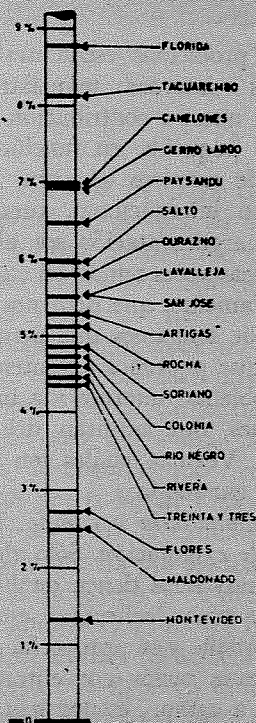 9 %
FLORIDA
TACUAREMBO
8 %
CANELONES
CERRO LARGO
7 %
PAYSANDU
SALTO
6 %
DURAZNO
LAVALLEJA
SAN JOSE
5 %
ARTIGAS
ROCHA
SORIANO
4 %
COLONIA
RIO NEGRO
RIVERA
3 %
TREINTA Y TRES
FLORES
2 %
MALDONADO
MONTEVIDEO
1 %
0